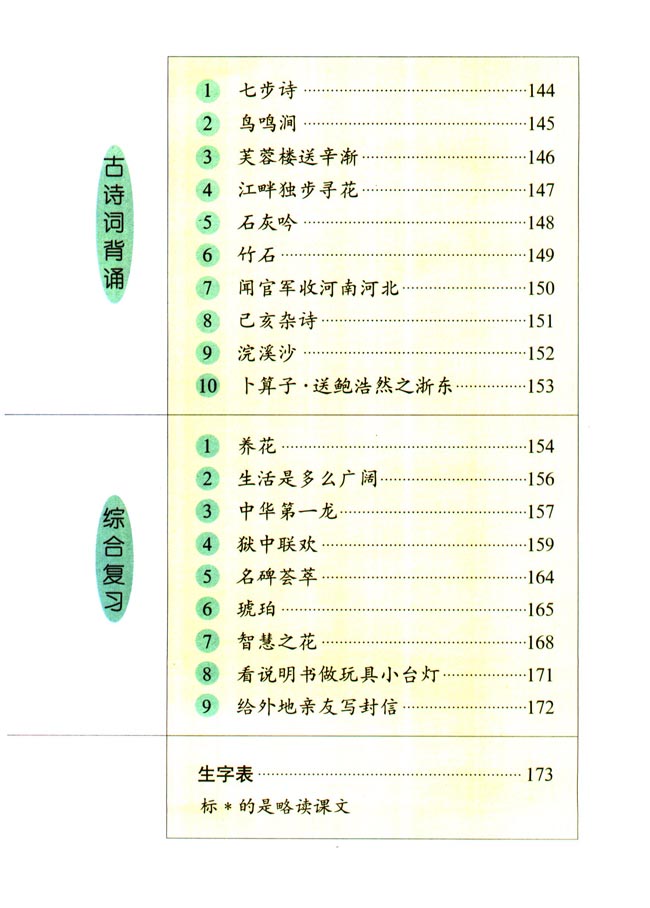 古诗词背诵
1 七步诗 144
2 鸟鸣涧 145
3 芙蓉楼送辛渐 146
4 江畔独步寻花 147
5 石灰吟 148
6 竹石 149
7 闻官军收河南河北 150
8 己亥杂诗 151
9 浣溪沙 152
10 卜算子·送鲍浩然之浙东 153
综合复习
1 养花 154
2 生活是多么广阔 156
3 中华第一龙 157
4 狱中联欢 159
5 名碑荟萃 164
6 琥珀 165
7 智慧之花 168
8 看说明书做玩具小台灯 171
9 给外地亲友写封信 172
生字表 173
标*的是略读课文